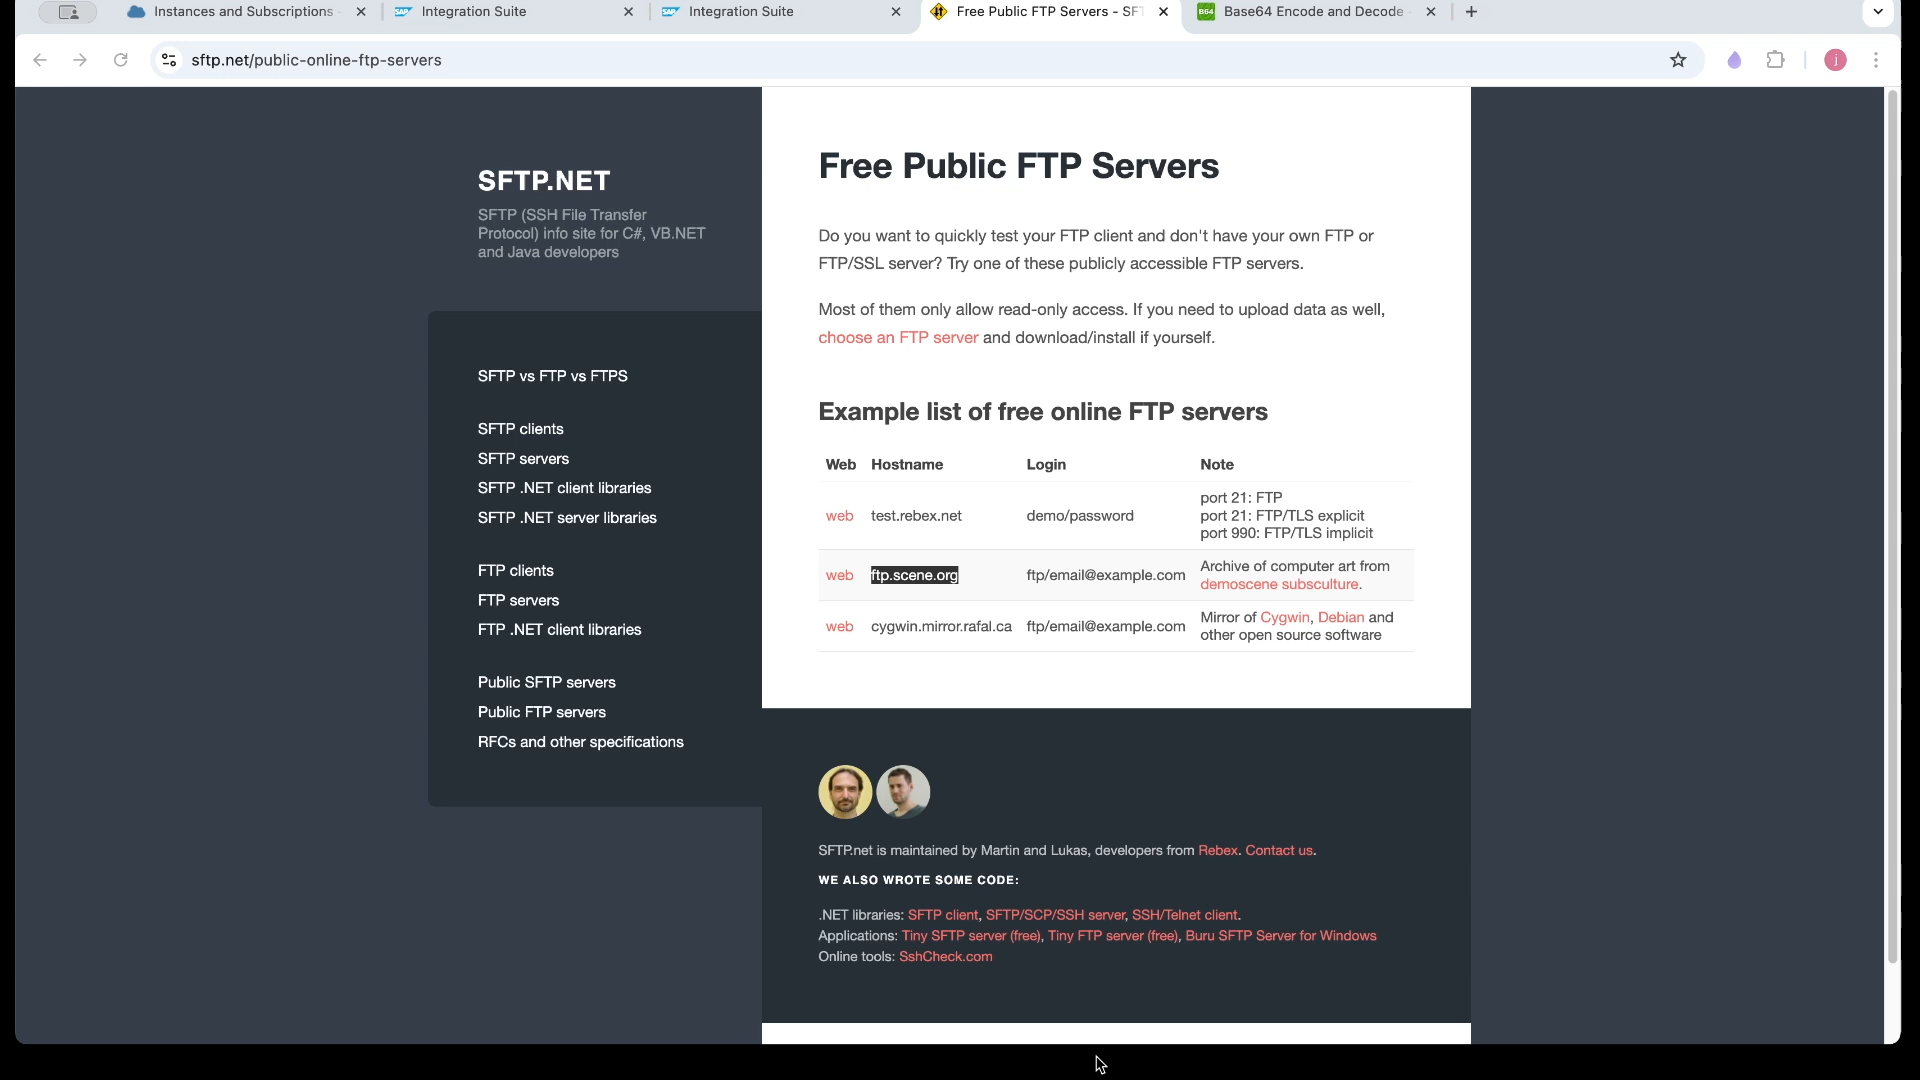 Instances and Subscriptions -
Integration Suite
Integration Suite
Free Public FTP Servers - SFT
B64
Base64 Encode and Decode -
sftp.net/public-online-ftp-servers
j
SFTP.NET
SFTP (SSH File Transfer
Protocol) info site for C#, VB.NET
and Java developers
SFTP vs FTP vs FTPS
SFTP clients
SFTP servers
SFTP .NET client libraries
SFTP .NET server libraries
FTP clients
FTP servers
FTP .NET client libraries
Public SFTP servers
Public FTP servers
RFCs and other specifications
Free Public FTP Servers
Do you want to quickly test your FTP client and don't have your own FTP or
FTP/SSL server? Try one of these publicly accessible FTP servers.
Most of them only allow read-only access. If you need to upload data as well,
choose an FTP server and download/install if yourself.
Example list of free online FTP servers
Web Hostname Login Note
web test.rebex.net demo/password port 21: FTP
port 21: FTP/TLS explicit
port 990: FTP/TLS implicit
web ftp.scene.org ftp/email@example.com Archive of computer art from
demoscene subsculture.
web cygwin.mirror.rafal.ca ftp/email@example.com Mirror of Cygwin, Debian and
other open source software
SFTP.net is maintained by Martin and Lukas, developers from Rebex. Contact us.
WE ALSO WROTE SOME CODE:
.NET libraries: SFTP client, SFTP/SCP/SSH server, SSH/Telnet client.
Applications: Tiny SFTP server (free), Tiny FTP server (free), Buru SFTP Server for Windows
Online tools: SshCheck.com